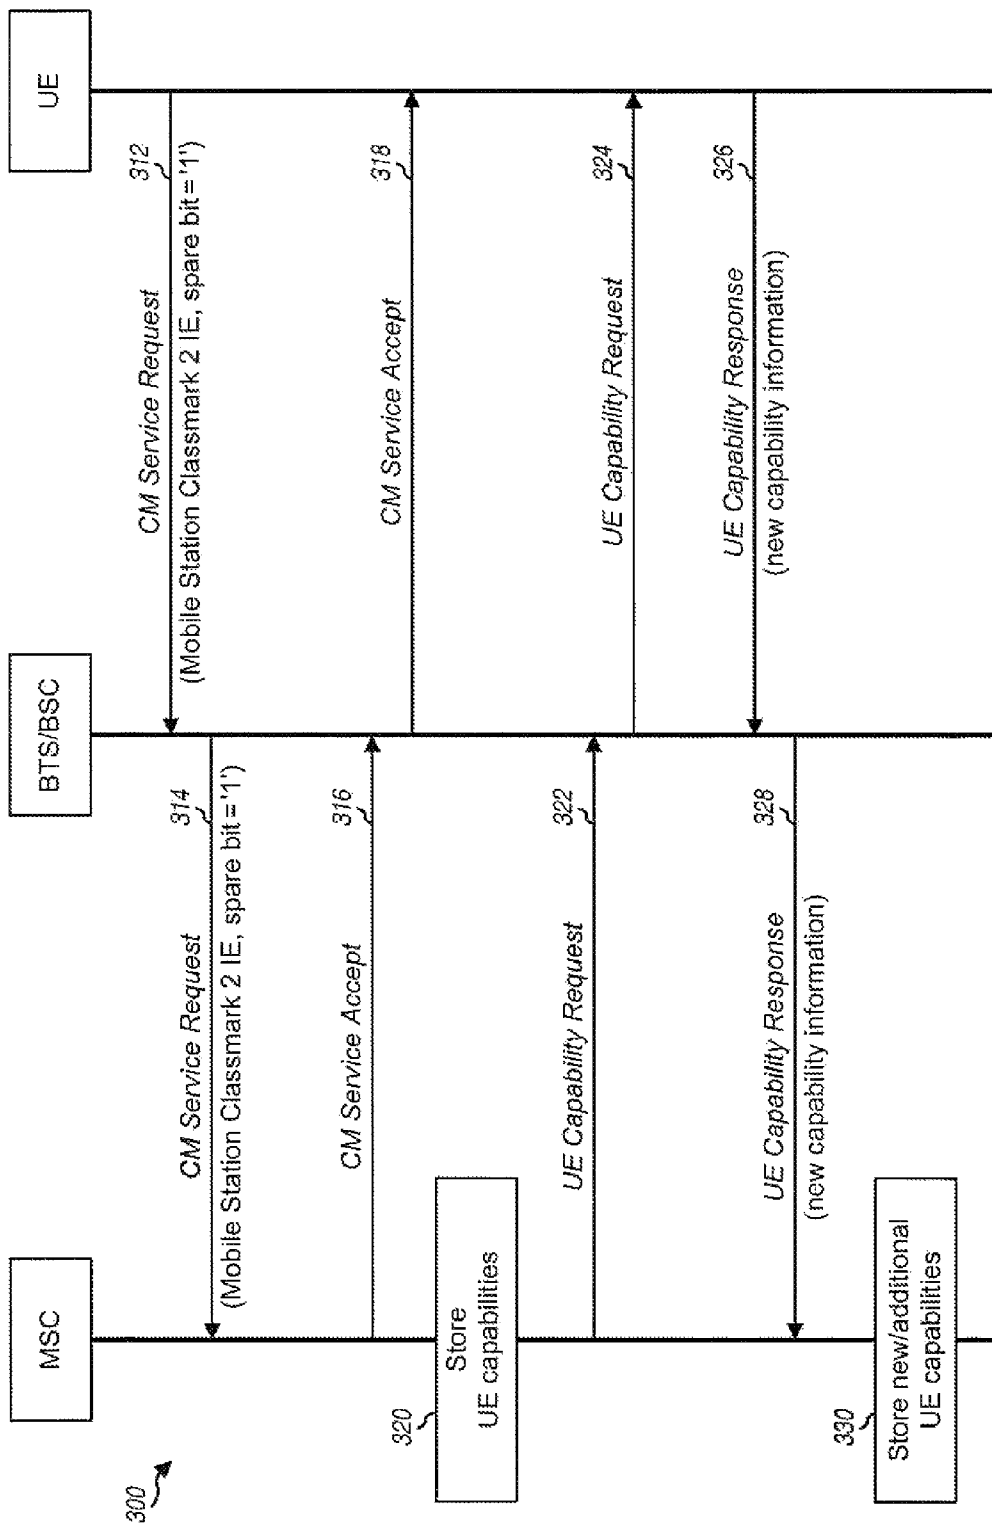 300
MSC
BTS/BSC
UE
312
CM Service Request
(Mobile Station Classmark 2 IE, spare bit = '1')
314
CM Service Request
(Mobile Station Classmark 2 IE, spare bit = '1')
316
CM Service Accept
318
CM Service Accept
320
Store
UE capabilities
322
UE Capability Request
324
UE Capability Request
326
UE Capability Response
(new capability information)
328
UE Capability Response
(new capability information)
330
Store new/additional
UE capabilities